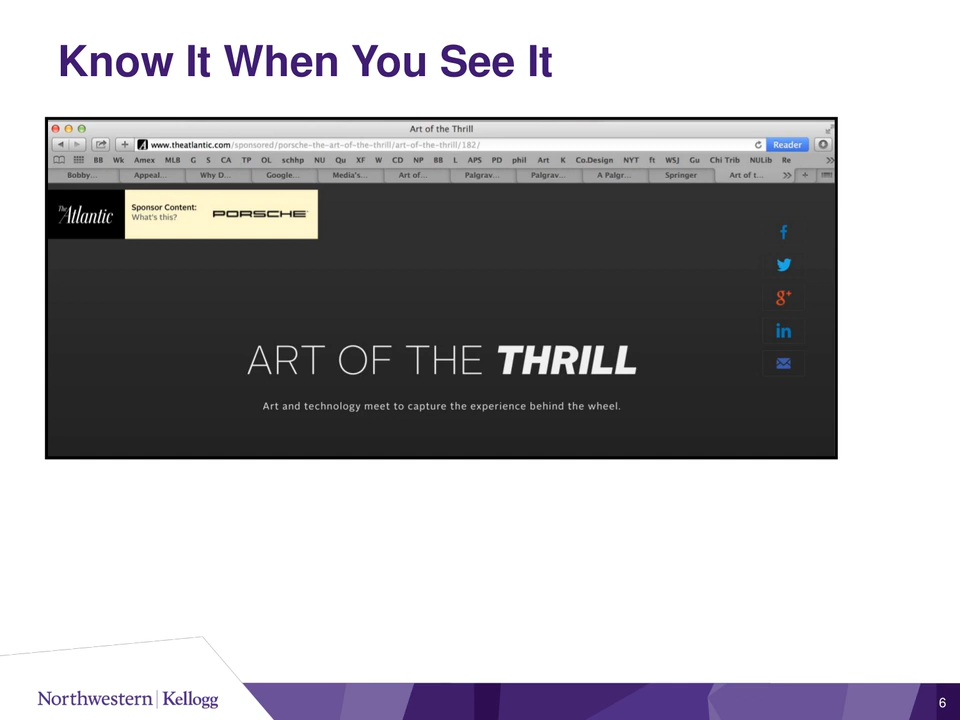 Know It When You See It
Art of the Thrill
www.theatlantic.com/sponsored/porsche-the-art-of-the-thrill/art-of-the-thrill/182/
Reader
BB Wk Amex MLB G S CA TP OL schhp NU Qu XF W CD NP BB L APS PD phil Art K Co.Design NYT ft WSJ Gu Chi Trib NULib Re
Bobby... Appeal... Why D... Google... Media's... Art of... Palgrav... Palgrav... A Palgr... Springer Art of t...
The Atlantic
Sponsor Content:
What's this?
PORSCHE
ART OF THE THRILL
Art and technology meet to capture the experience behind the wheel.
Northwestern | Kellogg
6